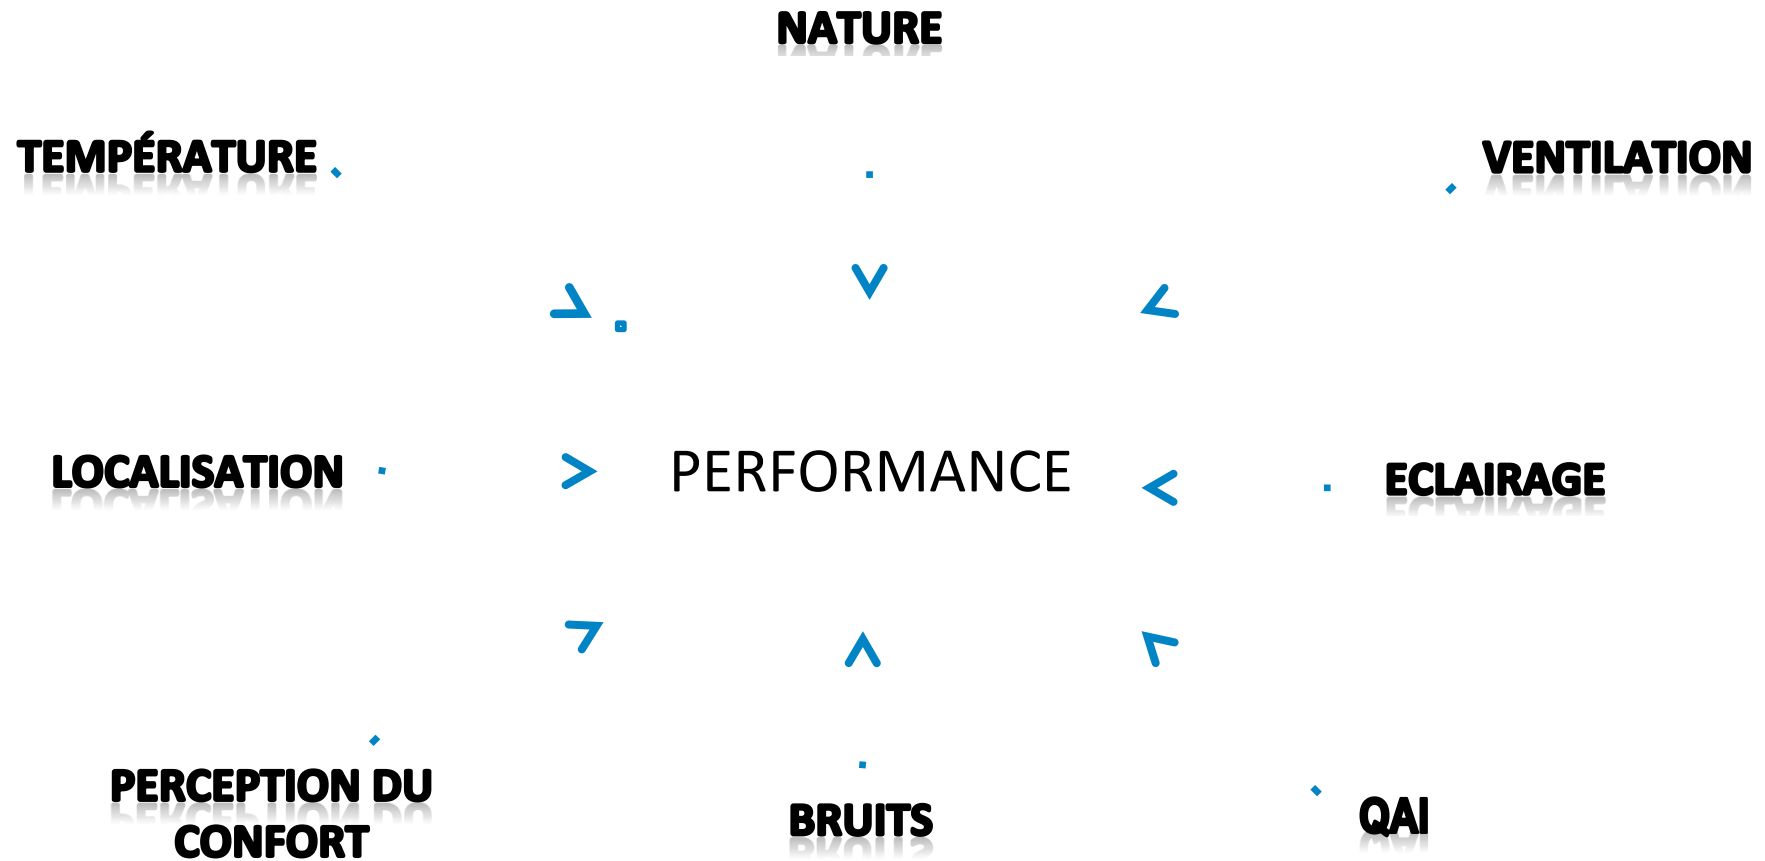 NATURE
TEMPÉRATURE
VENTILATION
LOCALISATION
PERFORMANCE
ECLAIRAGE
PERCEPTION DU
CONFORT
BRUITS
QAI